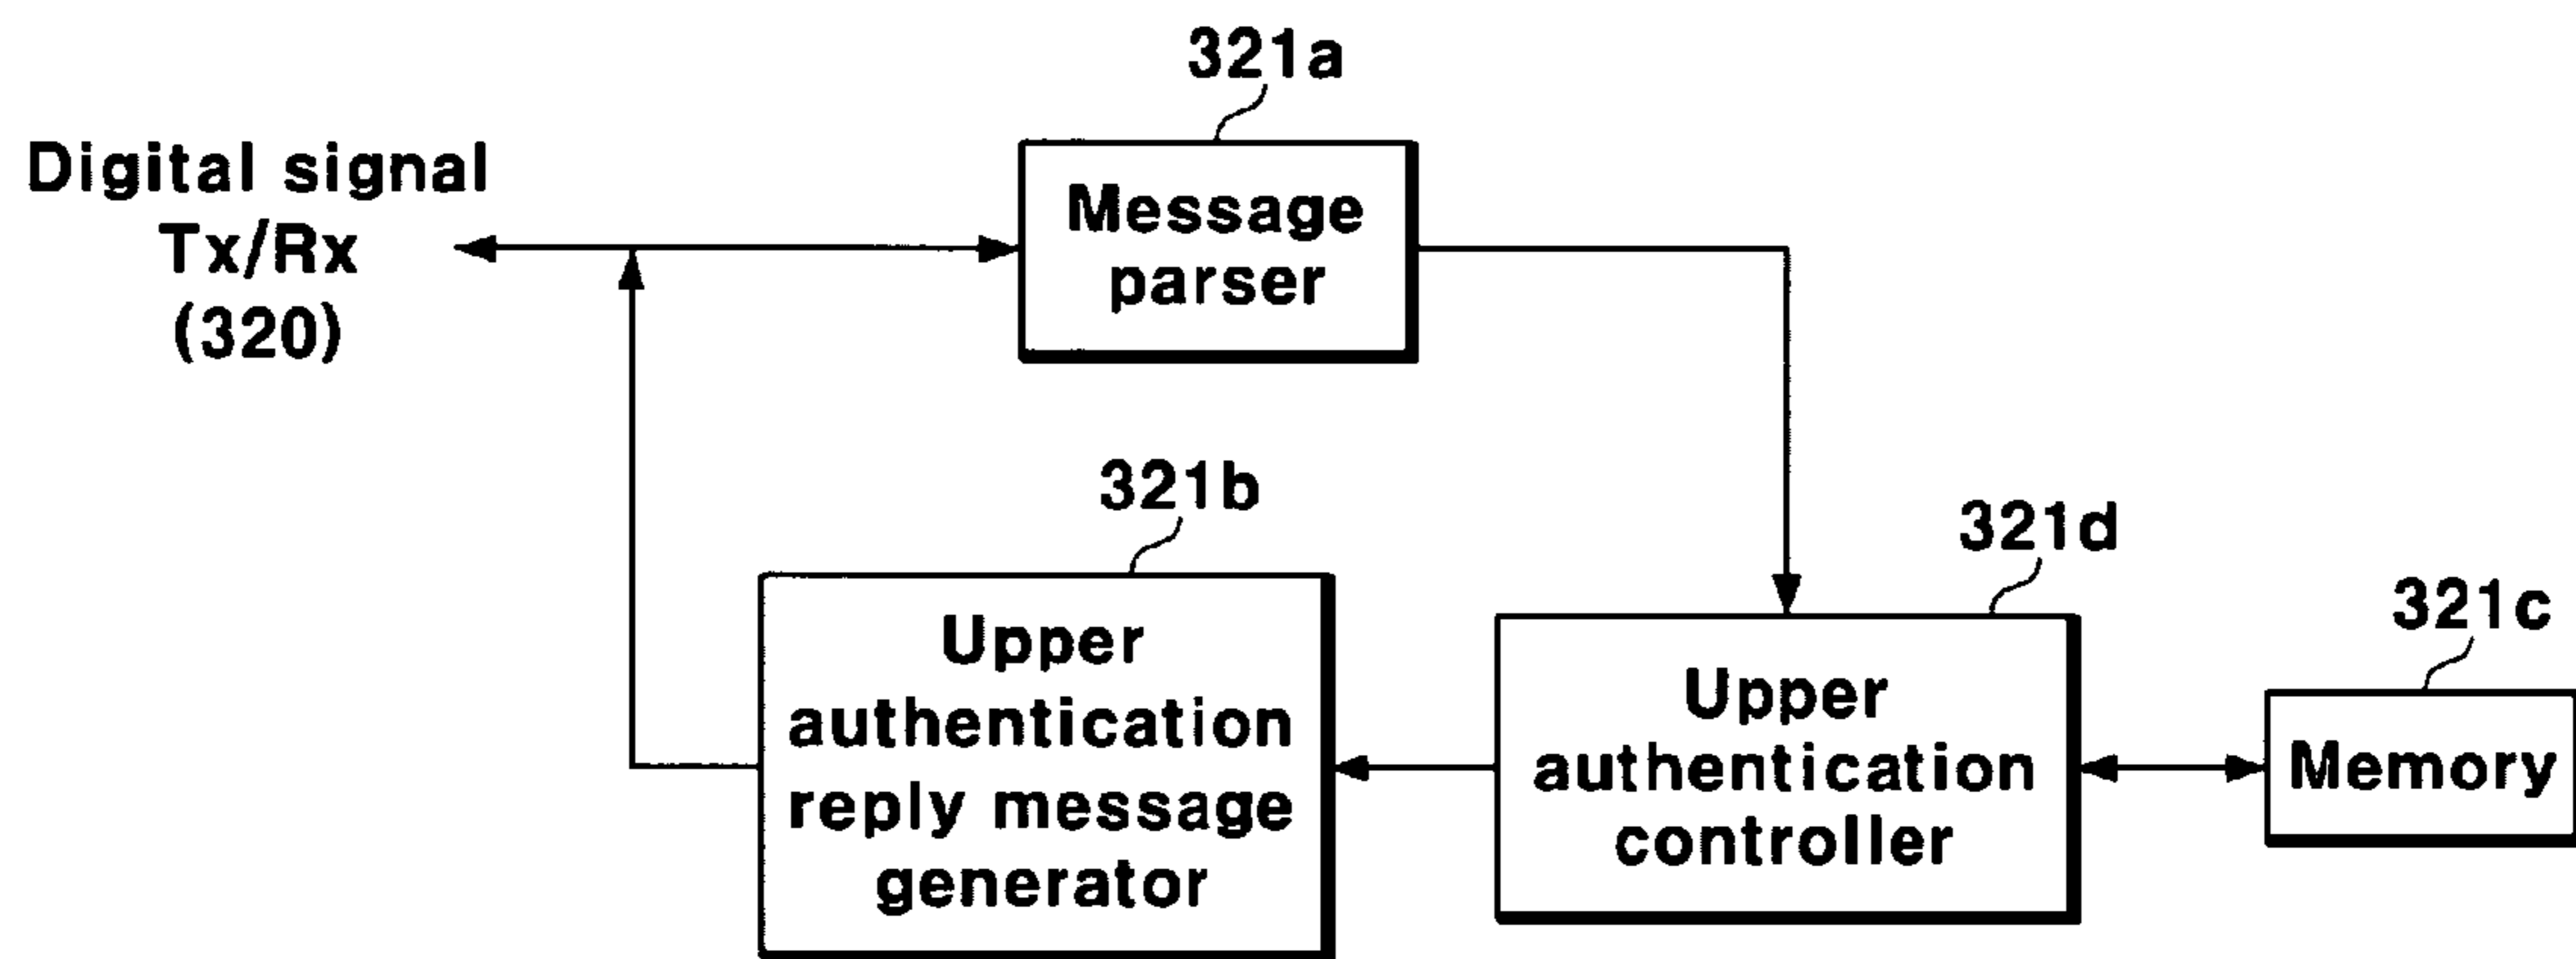 321a
Digital signal
Tx/Rx
(320)
Message
parser
321b
Upper
authentication
reply message
generator
321d
Upper
authentication
controller
321c
Memory